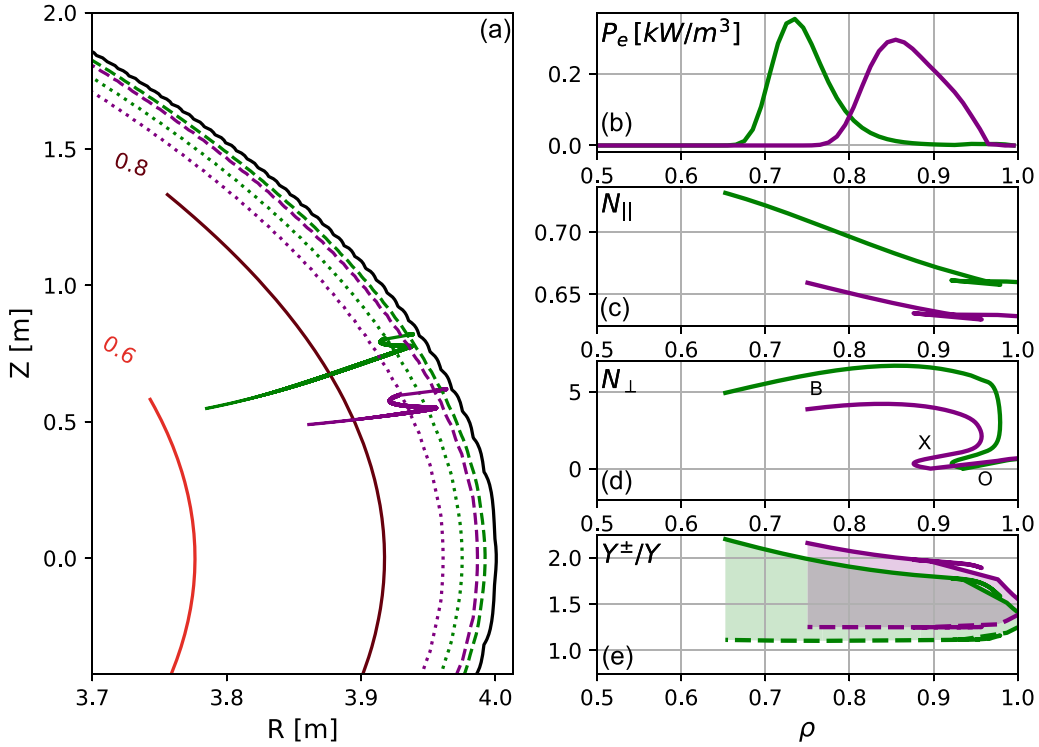 (a)
2.0
1.5
1.0
0.5
0.0
Z [m]
0.8
0.6
3.7 3.8 3.9 4.0
R [m]
P_e [kW/m^3]
0.2
0.0
(b)
0.5 0.6 0.7 0.8 0.9 1.0
N_||
0.70
0.65
(c)
0.5 0.6 0.7 0.8 0.9 1.0
N_⊥
5
0
B
X
O
(d)
0.5 0.6 0.7 0.8 0.9 1.0
Y^±/Y
2.0
1.5
1.0
(e)
0.5 0.6 0.7 0.8 0.9 1.0
ρ